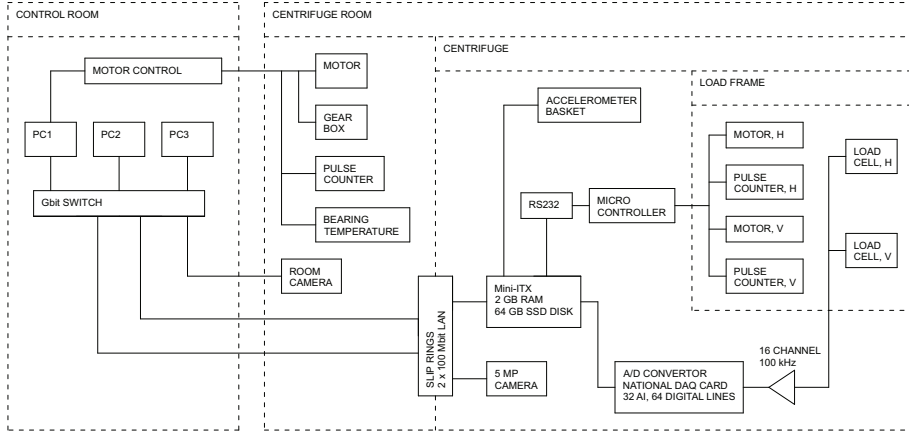 CONTROL ROOM
CENTRIFUGE ROOM
CENTRIFUGE
LOAD FRAME
MOTOR CONTROL
MOTOR
GEAR
BOX
PULSE
COUNTER
BEARING
TEMPERATURE
PC1
PC2
PC3
Gbit SWITCH
ROOM
CAMERA
ACCELEROMETER
BASKET
RS232
MICRO
CONTROLLER
MOTOR, H
PULSE
COUNTER, H
MOTOR, V
PULSE
COUNTER, V
LOAD
CELL, H
LOAD
CELL, V
SLIP RINGS
2 x 100 Mbit LAN
Mini-ITX
2 GB RAM
64 GB SSD DISK
5 MP
CAMERA
A/D CONVERTOR
NATIONAL DAQ CARD
32 AI, 64 DIGITAL LINES
16 CHANNEL
100 kHz